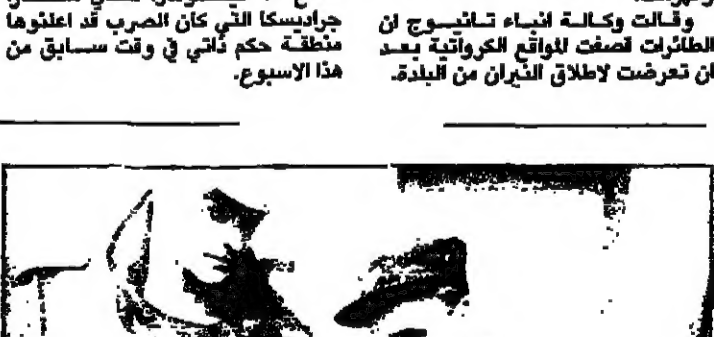 وقالت وكالة انباء تانيوج ان
الطائرات قصفت المواقع الكرواتية بعد
ان تعرضت لاطلاق النيران من البلدة.
جراديسكا التي كان الصرب قد اعلنوها
منطقة حكم ذاتي في وقت سابق من
هذا الاسبوع.